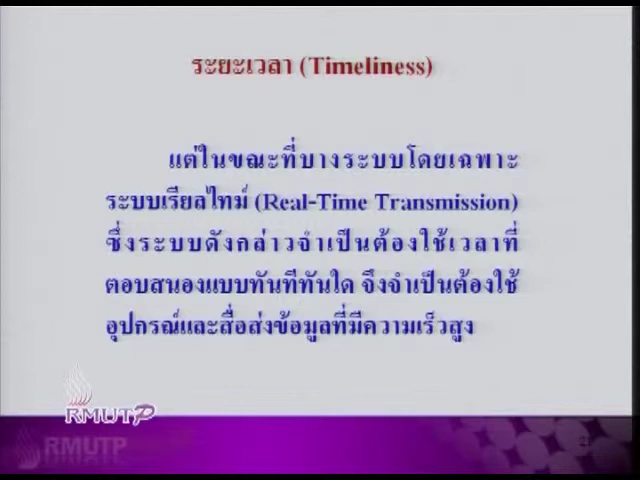 ระยะเวลา (Timeliness)
แต่ในขณะที่บางระบบโดยเฉพาะ
ระบบเรียลไทม์ (Real-Time Transmission)
ซึ่งระบบดังกล่าวจำเป็นต้องใช้เวลาที่
ตอบสนองแบบทันทีทันใด จึงจำเป็นต้องใช้
อุปกรณ์และสื่อส่งข้อมูลที่มีความเร็วสูง
RMUTP
RMUTP